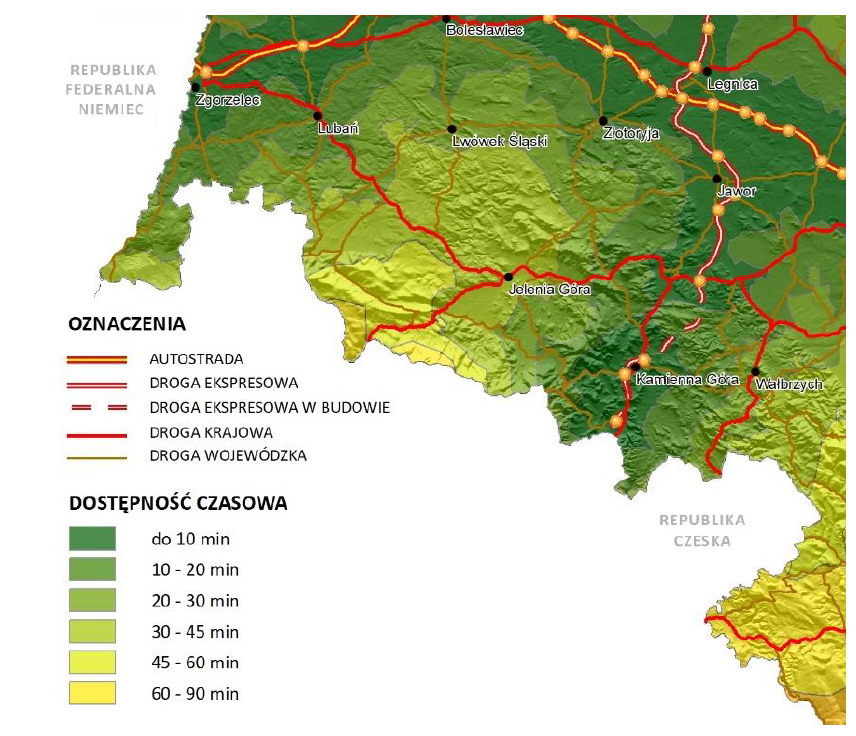 Bolesławiec
REPUBLIKA
FEDERALNA
NIEMIEC
Legnica
Zgorzelec
Lubań
Lwówek Śląski
Złotoryja
Jawor
Jelenia Góra
OZNACZENIA
AUTOSTRADA
DROGA EKSPRESOWA
DROGA EKSPRESOWA W BUDOWIE
DROGA KRAJOWA
DROGA WOJEWÓDZKA
Kamienna Góra
Wałbrzych
DOSTĘPNOŚĆ CZASOWA
do 10 min
10 - 20 min
20 - 30 min
30 - 45 min
45 - 60 min
60 - 90 min
REPUBLIKA
CZESKA